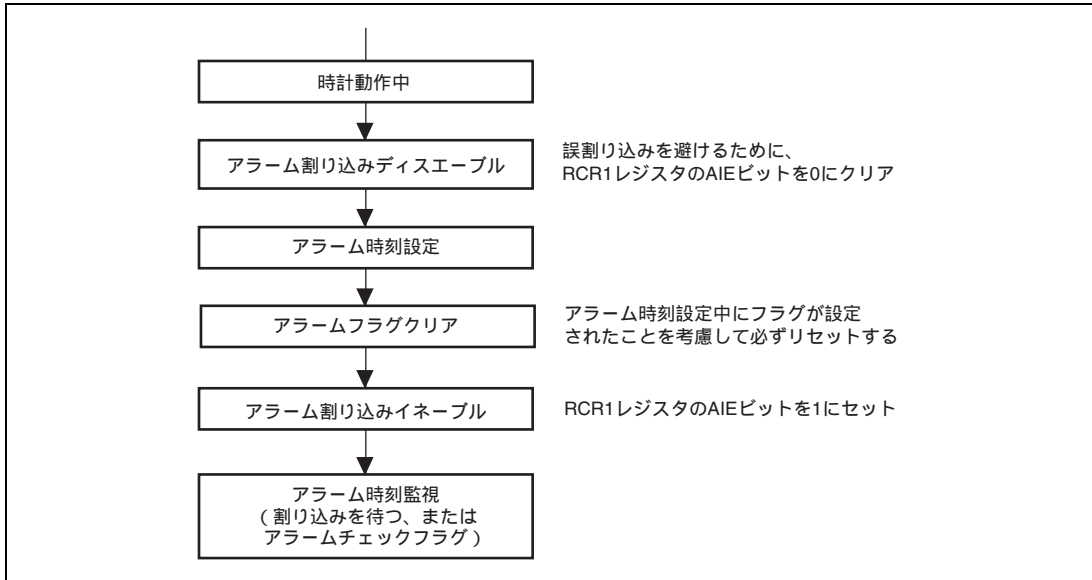 時計動作中
アラーム割り込みディスエーブル
誤割り込みを避けるために、
RCR1レジスタのAIEビットを0にクリア
アラーム時刻設定
アラームフラグクリア
アラーム時刻設定中にフラグが設定
されたことを考慮して必ずリセットする
アラーム割り込みイネーブル
RCR1レジスタのAIEビットを1にセット
アラーム時刻監視
（割り込みを待つ、または
アラームチェックフラグ）